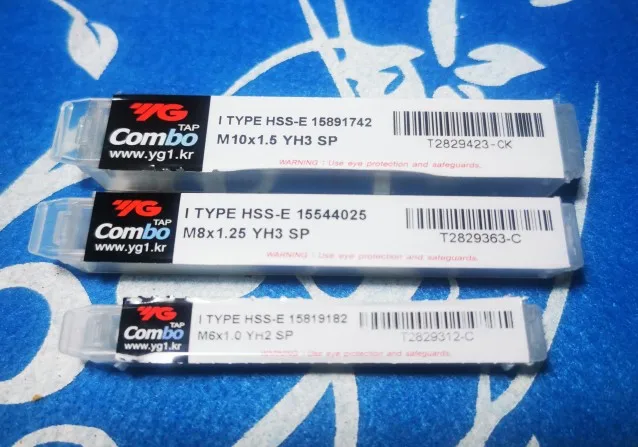 YG
TAP
Combo
www.yg1.kr
I TYPE HSS-E 15891742
M10x1.5 YH3 SP
T2829423-CK
WARNING : Use eye protection and safeguards.
YG
TAP
Combo
www.yg1.kr
I TYPE HSS-E 15544025
M8x1.25 YH3 SP
T2829363-C
WARNING : Use eye protection and safeguards.
YG
TAP
Combo
www.yg1.kr
I TYPE HSS-E 15819182
M6x1.0 YH2 SP
T2829312-C
WARNING : Use eye protection and safeguards.